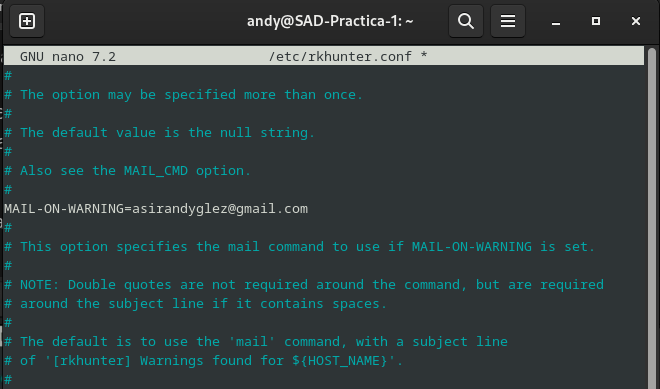 andy@SAD-Practica-1: ~
GNU nano 7.2 /etc/rkhunter.conf *
#
# The option may be specified more than once.
#
# The default value is the null string.
#
# Also see the MAIL_CMD option.
#
MAIL-ON-WARNING=asirandyglez@gmail.com
#
# This option specifies the mail command to use if MAIL-ON-WARNING is set.
#
# NOTE: Double quotes are not required around the command, but are required
# around the subject line if it contains spaces.
#
# The default is to use the 'mail' command, with a subject line
# of '[rkhunter] Warnings found for ${HOST_NAME}'.
#